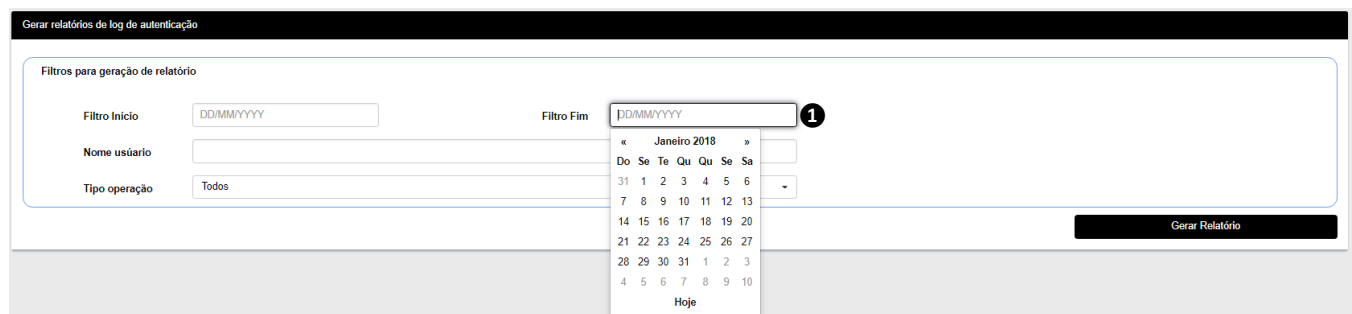 Gerar relatórios de log de autenticação
Filtros para geração de relatório
Filtro Início DD/MM/YYYY Filtro Fim DD/MM/YYYY 1
Nome usúario
Tipo operação Todos
« Janeiro 2018 »
Do Se Te Qu Qu Se Sa
31 1 2 3 4 5 6
7 8 9 10 11 12 13
14 15 16 17 18 19 20
21 22 23 24 25 26 27
28 29 30 31 1 2 3
4 5 6 7 8 9 10
Hoje
Gerar Relatório